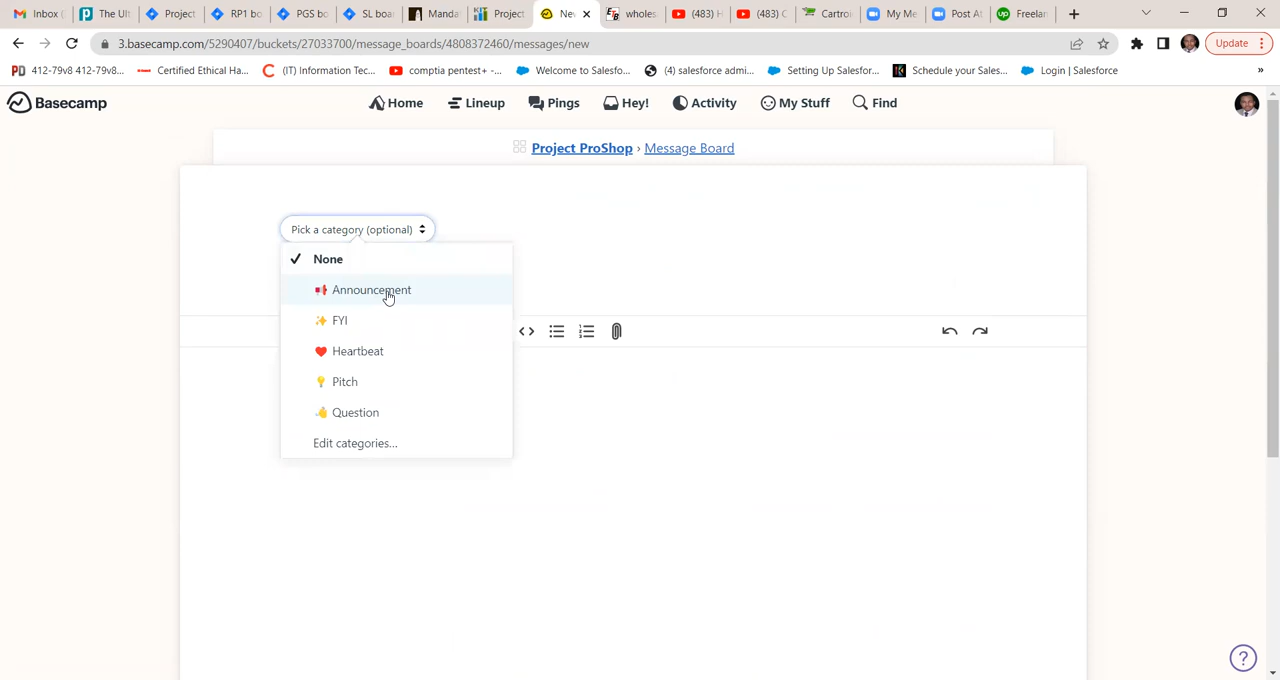 Inbox ( The Ult Project RP1 bo NGS bo SL boa Manda Project New wholes (483) H (483) C Cartro My Me Post At Freelan
3.basecamp.com/5290407/buckets/27033700/message_boards/4808372460/messages/new Update
412-79v8 412-79v8... Certified Ethical Ha... (IT) Information Tec... comptia pentest+ -... Welcome to Salesfo... (4) salesforce admi... Setting Up Salesfor... Schedule your Sales... Login | Salesforce »
Basecamp Home Lineup Pings Hey! Activity My Stuff Find
Project ProShop › Message Board
Pick a category (optional)
None
Announcement
FYI
Heartbeat
Pitch
Question
Edit categories...